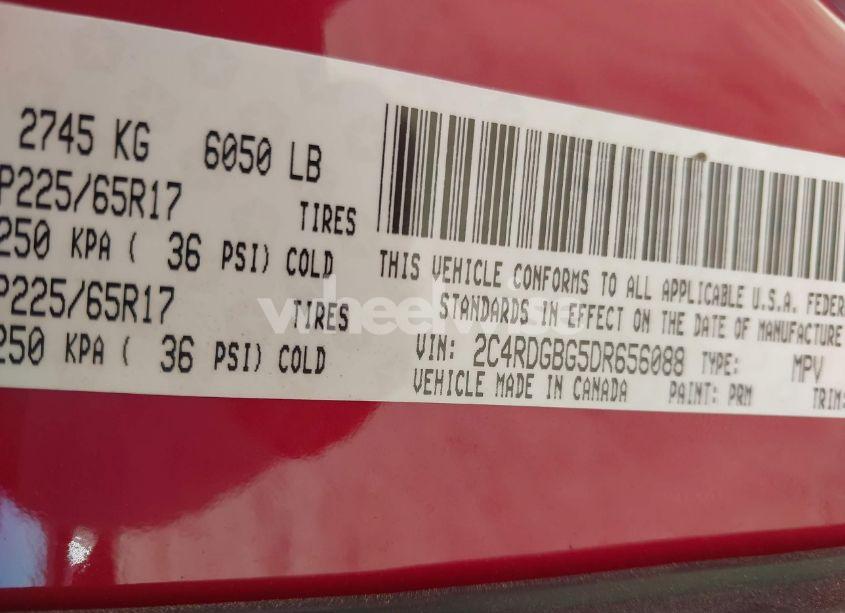 2745 KG 6050 LB
P225/65R17 TIRES
250 KPA ( 36 PSI) COLD
P225/65R17 TIRES
250 KPA ( 36 PSI) COLD
THIS VEHICLE CONFORMS TO ALL APPLICABLE U.S.A. FEDER
STANDARDS IN EFFECT ON THE DATE OF MANUFACTURE
VIN: 2C4RDGBG5DR656088 TYPE: MPV
VEHICLE MADE IN CANADA PAINT: PRM TRIM:
wheelwise